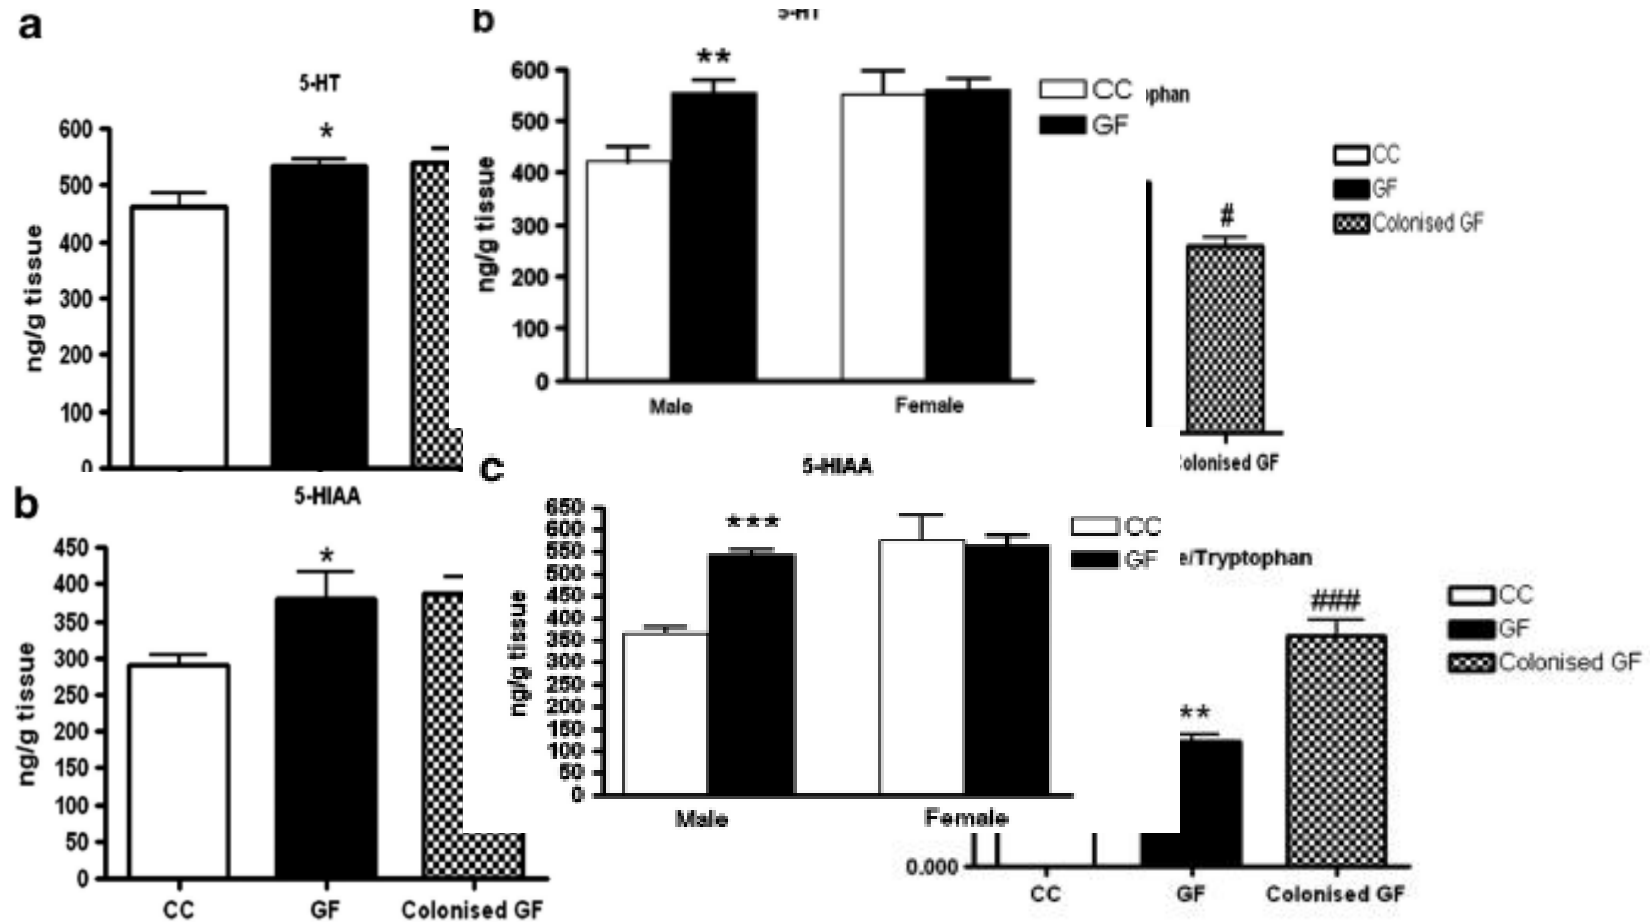 a
5-HT
*
600
500
400
300
200
100
0
ng/g tissue
b
5-HT
**
600
500
400
300
200
100
0
ng/g tissue
Male Female
CC
GF
ophan
#
CC
GF
Colonised GF
olonised GF
b
5-HIAA
*
450
400
350
300
250
200
150
100
50
0
ng/g tissue
CC GF Colonised GF
c
5-HIAA
***
650
600
550
500
450
400
350
300
250
200
150
100
50
0
ng/g tissue
Male Female
CC
GF
e/Tryptophan
**
###
CC
GF
Colonised GF
0.000
CC GF Colonised GF